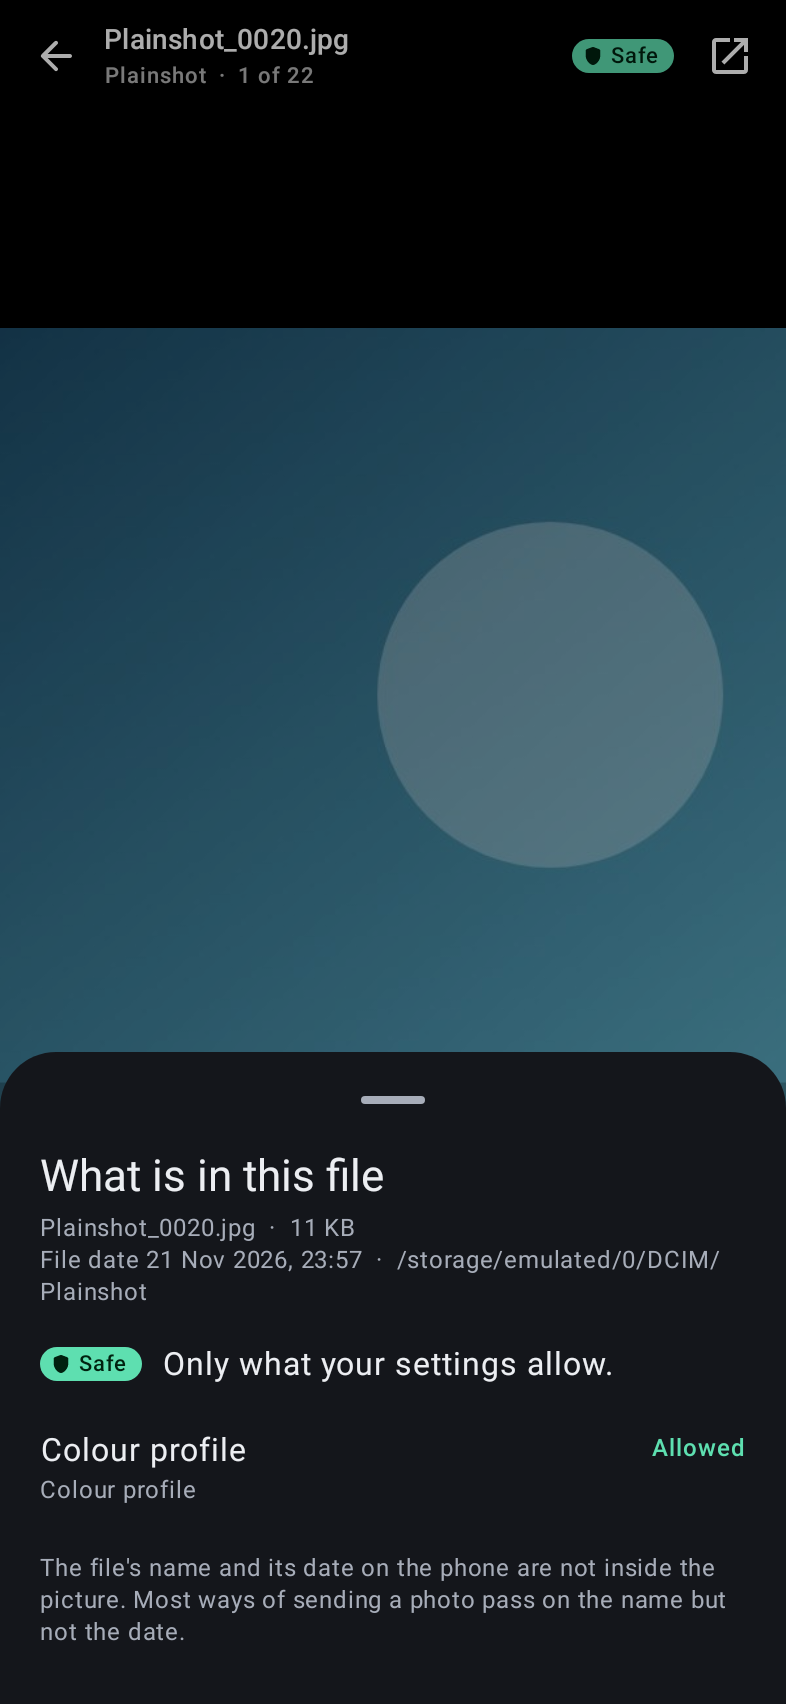 Plainshot_0020.jpg
Plainshot · 1 of 22
Safe
What is in this file
Plainshot_0020.jpg · 11 KB
File date 21 Nov 2026, 23:57 · /storage/emulated/0/DCIM/
Plainshot
Safe Only what your settings allow.
Colour profile Allowed
Colour profile
The file's name and its date on the phone are not inside the
picture. Most ways of sending a photo pass on the name but
not the date.